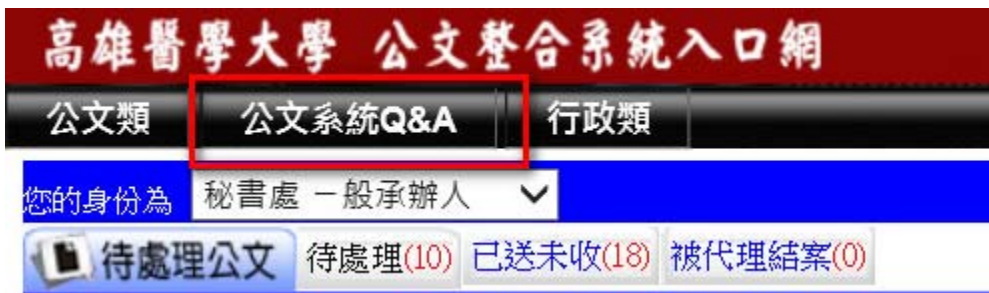 高雄醫學大學 公文整合系統入口網
公文類 公文系統Q&A 行政類
您的身份為 秘書處 一般承辦人
待處理公文 待處理(10) 已送未收(18) 被代理結案(0)